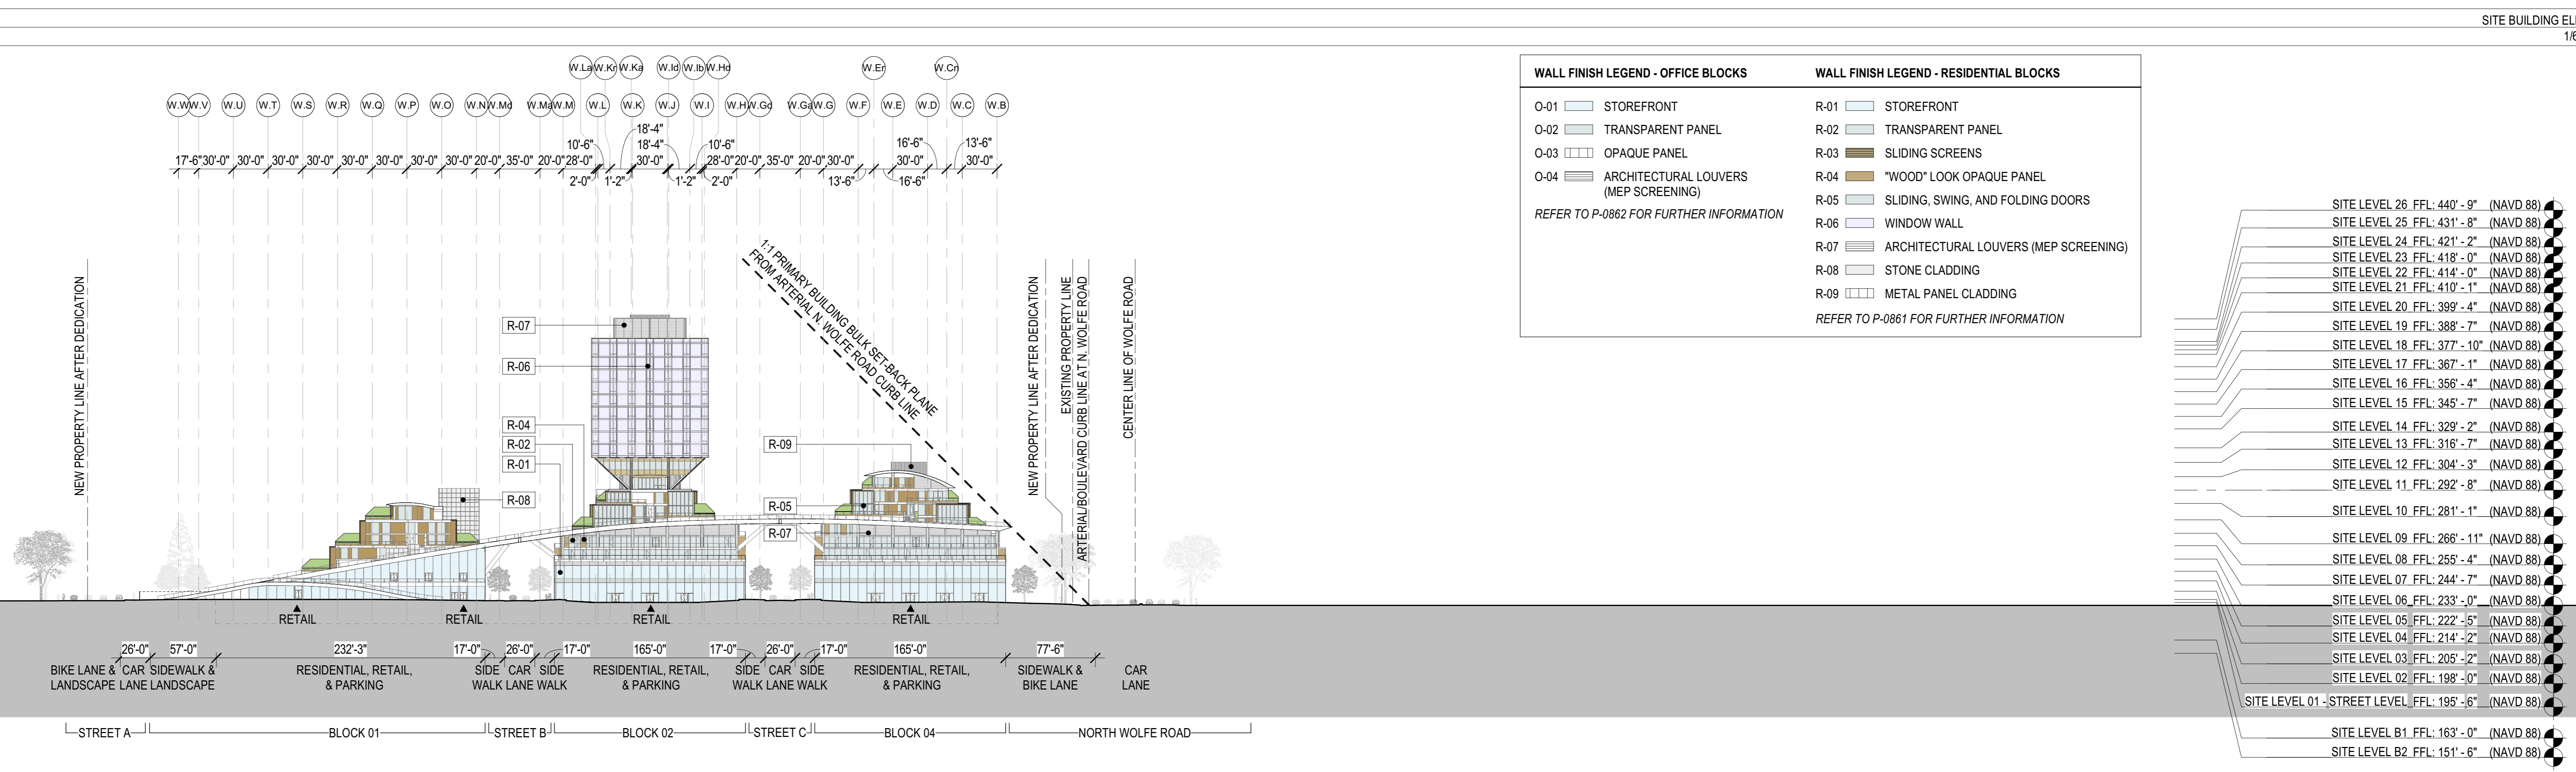 SITE BUILDING EL
1/6
W.La W.Kr W.Ka W.Id W.Ib W.Hd W.Er W.Cn
W.W W.V W.U W.T W.S W.R W.Q W.P W.O W.N W.Md W.Ma W.M W.L W.K W.J W.I W.H W.Gd W.Ga W.G W.F W.E W.D W.C W.B
18'-4"
10'-6" 18'-4" 10'-6" 16'-6" 13'-6"
17'-6" 30'-0" 30'-0" 30'-0" 30'-0" 30'-0" 30'-0" 30'-0" 30'-0" 20'-0" 35'-0" 20'-0" 28'-0" 30'-0" 28'-0" 20'-0" 35'-0" 20'-0" 30'-0" 30'-0" 30'-0"
2'-0" 1'-2" 1'-2" 2'-0" 13'-6" 16'-6"
WALL FINISH LEGEND - OFFICE BLOCKS
O-01 STOREFRONT
O-02 TRANSPARENT PANEL
O-03 OPAQUE PANEL
O-04 ARCHITECTURAL LOUVERS
(MEP SCREENING)
REFER TO P-0862 FOR FURTHER INFORMATION
WALL FINISH LEGEND - RESIDENTIAL BLOCKS
R-01 STOREFRONT
R-02 TRANSPARENT PANEL
R-03 SLIDING SCREENS
R-04 "WOOD" LOOK OPAQUE PANEL
R-05 SLIDING, SWING, AND FOLDING DOORS
R-06 WINDOW WALL
R-07 ARCHITECTURAL LOUVERS (MEP SCREENING)
R-08 STONE CLADDING
R-09 METAL PANEL CLADDING
REFER TO P-0861 FOR FURTHER INFORMATION
NEW PROPERTY LINE AFTER DEDICATION
1:1 PRIMARY BUILDING BULK SET-BACK PLANE
FROM ARTERIAL N. WOLFE ROAD CURB LINE
NEW PROPERTY LINE AFTER DEDICATION
EXISTING PROPERTY LINE
ARTERIAL/BOULEVARD CURB LINE AT N. WOLFE ROAD
CENTER LINE OF WOLFE ROAD
R-07
R-06
R-04
R-02
R-01
R-08
R-09
R-05
R-07
RETAIL RETAIL RETAIL RETAIL
26'-0" 57'-0" 232'-3" 17'-0" 26'-0" 17'-0" 165'-0" 17'-0" 26'-0" 17'-0" 165'-0" 77'-6"
BIKE LANE & CAR SIDEWALK & RESIDENTIAL, RETAIL, SIDE CAR SIDE RESIDENTIAL, RETAIL, SIDE CAR SIDE RESIDENTIAL, RETAIL, SIDEWALK & CAR
LANDSCAPE LANE LANDSCAPE & PARKING WALK LANE WALK & PARKING WALK LANE WALK & PARKING BIKE LANE LANE
STREET A BLOCK 01 STREET B BLOCK 02 STREET C BLOCK 04 NORTH WOLFE ROAD
SITE LEVEL 26 FFL: 440' - 9" (NAVD 88)
SITE LEVEL 25 FFL: 431' - 8" (NAVD 88)
SITE LEVEL 24 FFL: 421' - 2" (NAVD 88)
SITE LEVEL 23 FFL: 418' - 0" (NAVD 88)
SITE LEVEL 22 FFL: 414' - 0" (NAVD 88)
SITE LEVEL 21 FFL: 410' - 1" (NAVD 88)
SITE LEVEL 20 FFL: 399' - 4" (NAVD 88)
SITE LEVEL 19 FFL: 388' - 7" (NAVD 88)
SITE LEVEL 18 FFL: 377' - 10" (NAVD 88)
SITE LEVEL 17 FFL: 367' - 1" (NAVD 88)
SITE LEVEL 16 FFL: 356' - 4" (NAVD 88)
SITE LEVEL 15 FFL: 345' - 7" (NAVD 88)
SITE LEVEL 14 FFL: 329' - 2" (NAVD 88)
SITE LEVEL 13 FFL: 316' - 7" (NAVD 88)
SITE LEVEL 12 FFL: 304' - 3" (NAVD 88)
SITE LEVEL 11 FFL: 292' - 8" (NAVD 88)
SITE LEVEL 10 FFL: 281' - 1" (NAVD 88)
SITE LEVEL 09 FFL: 266' - 11" (NAVD 88)
SITE LEVEL 08 FFL: 255' - 4" (NAVD 88)
SITE LEVEL 07 FFL: 244' - 7" (NAVD 88)
SITE LEVEL 06 FFL: 233' - 0" (NAVD 88)
SITE LEVEL 05 FFL: 222' - 5" (NAVD 88)
SITE LEVEL 04 FFL: 214' - 2" (NAVD 88)
SITE LEVEL 03 FFL: 205' - 2" (NAVD 88)
SITE LEVEL 02 FFL: 198' - 0" (NAVD 88)
SITE LEVEL 01 - STREET LEVEL FFL: 195' - 6" (NAVD 88)
SITE LEVEL B1 FFL: 163' - 0" (NAVD 88)
SITE LEVEL B2 FFL: 151' - 6" (NAVD 88)